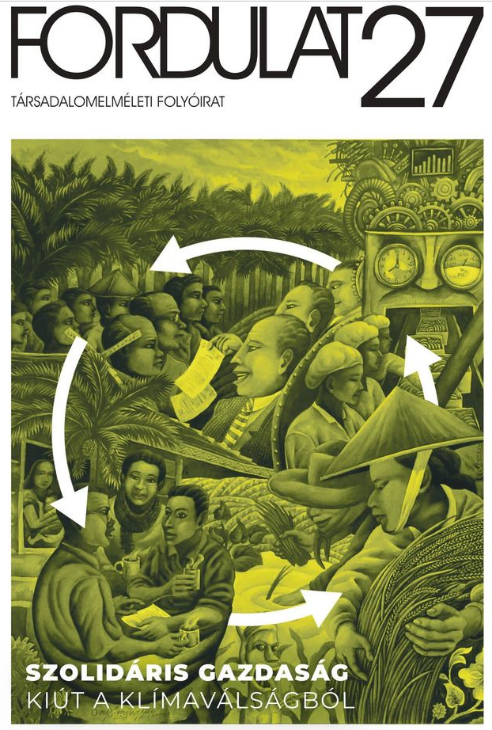 FORDULAT27
TÁRSADALOMELMÉLETI FOLYÓIRAT
SZOLIDÁRIS GAZDASÁG
KIÚT A KLÍMAVÁLSÁGBÓL